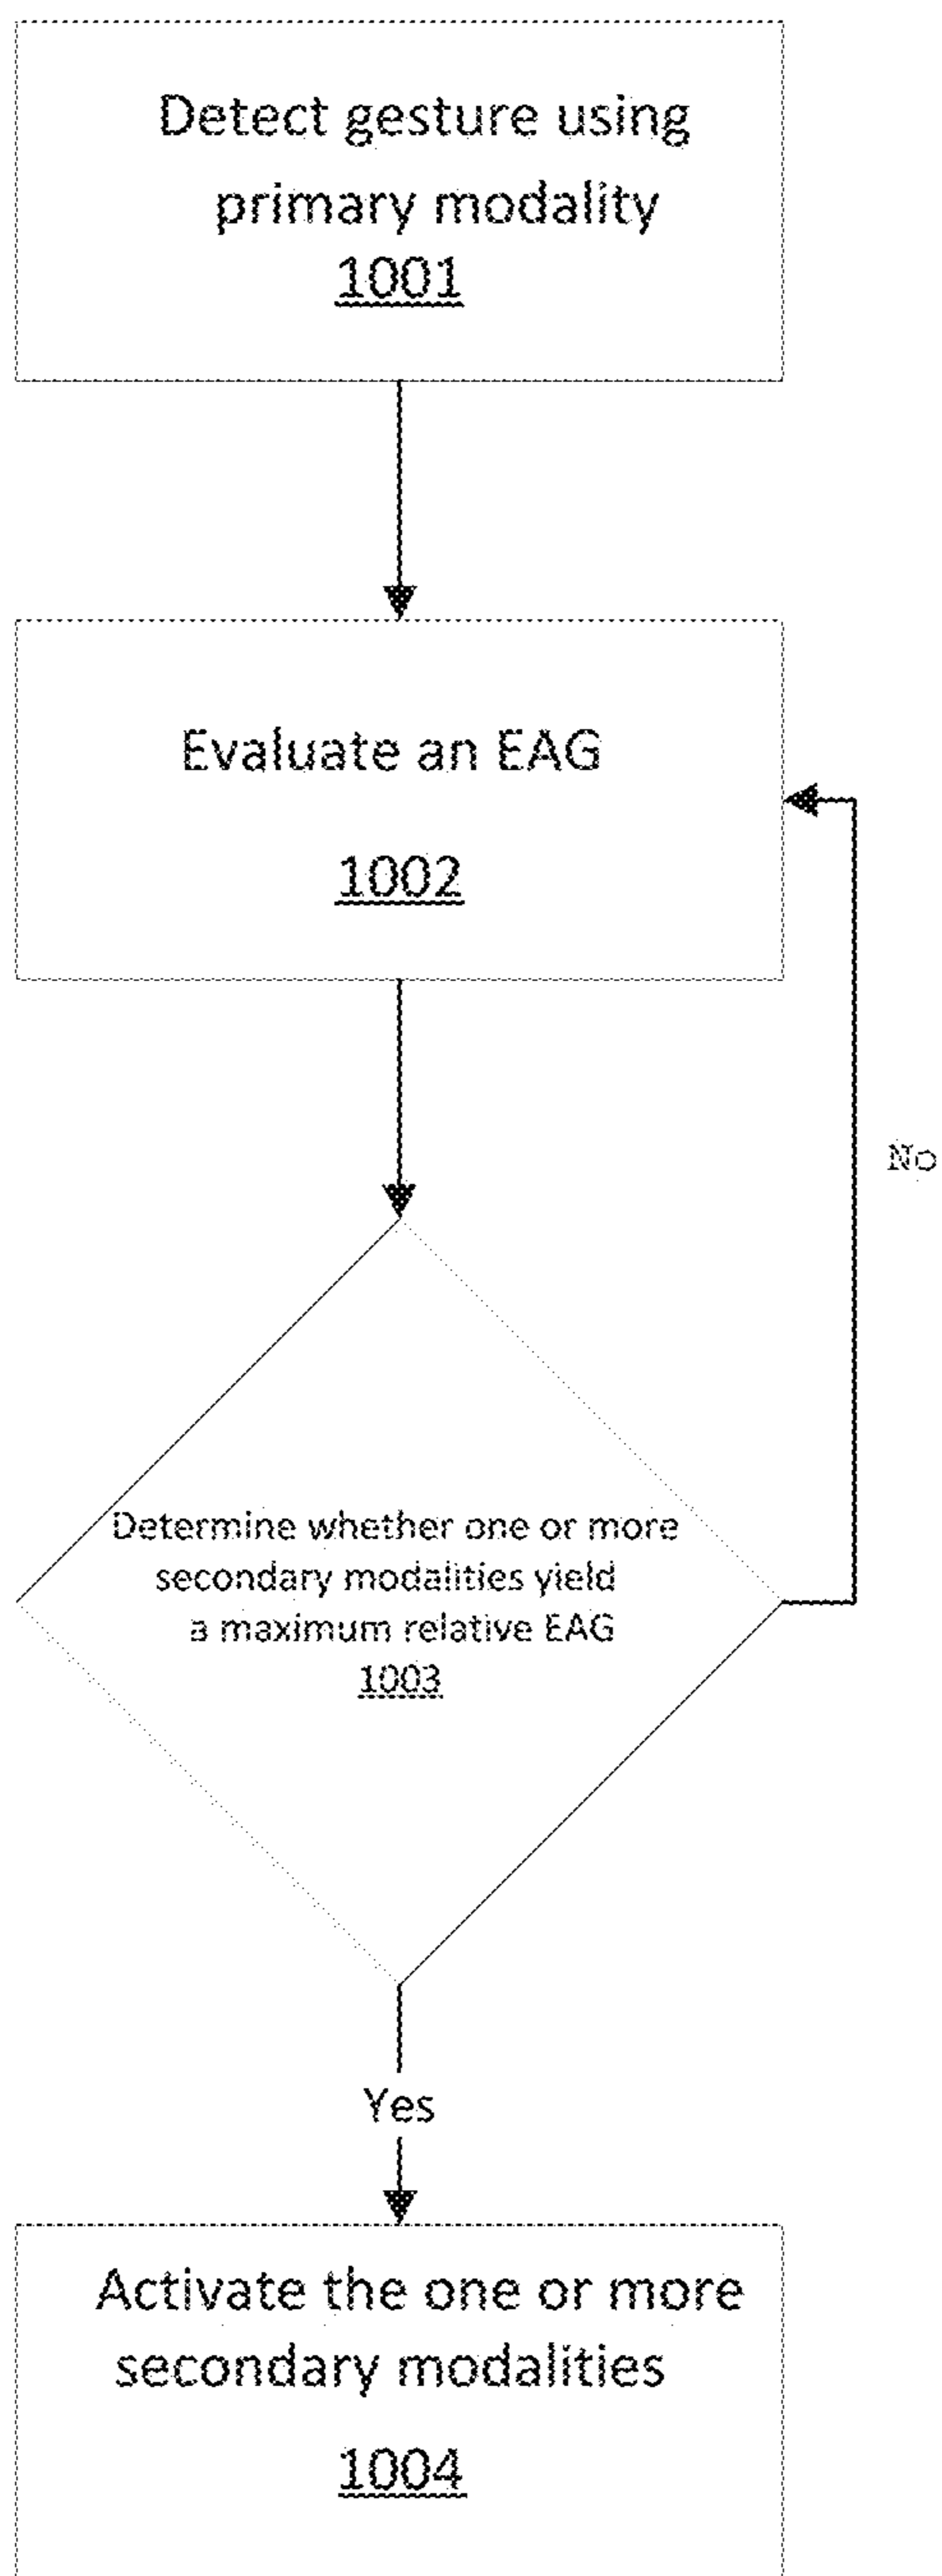 Detect gesture using
primary modality
1001
Evaluate an EAG
1002
No
Determine whether one or more
secondary modalities yield
a maximum relative EAG
1003
Yes
Activate the one or more
secondary modalities
1004